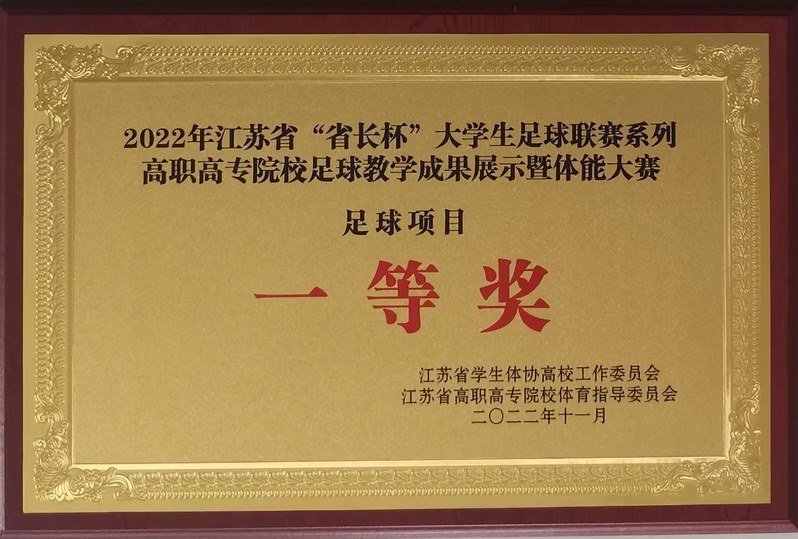 2022年江苏省“省长杯”大学生足球联赛系列
高职高专院校足球教学成果展示暨体能大赛
足球项目
一等奖
江苏省学生体协高校工作委员会
江苏省高职高专院校体育指导委员会
二〇二二年十一月